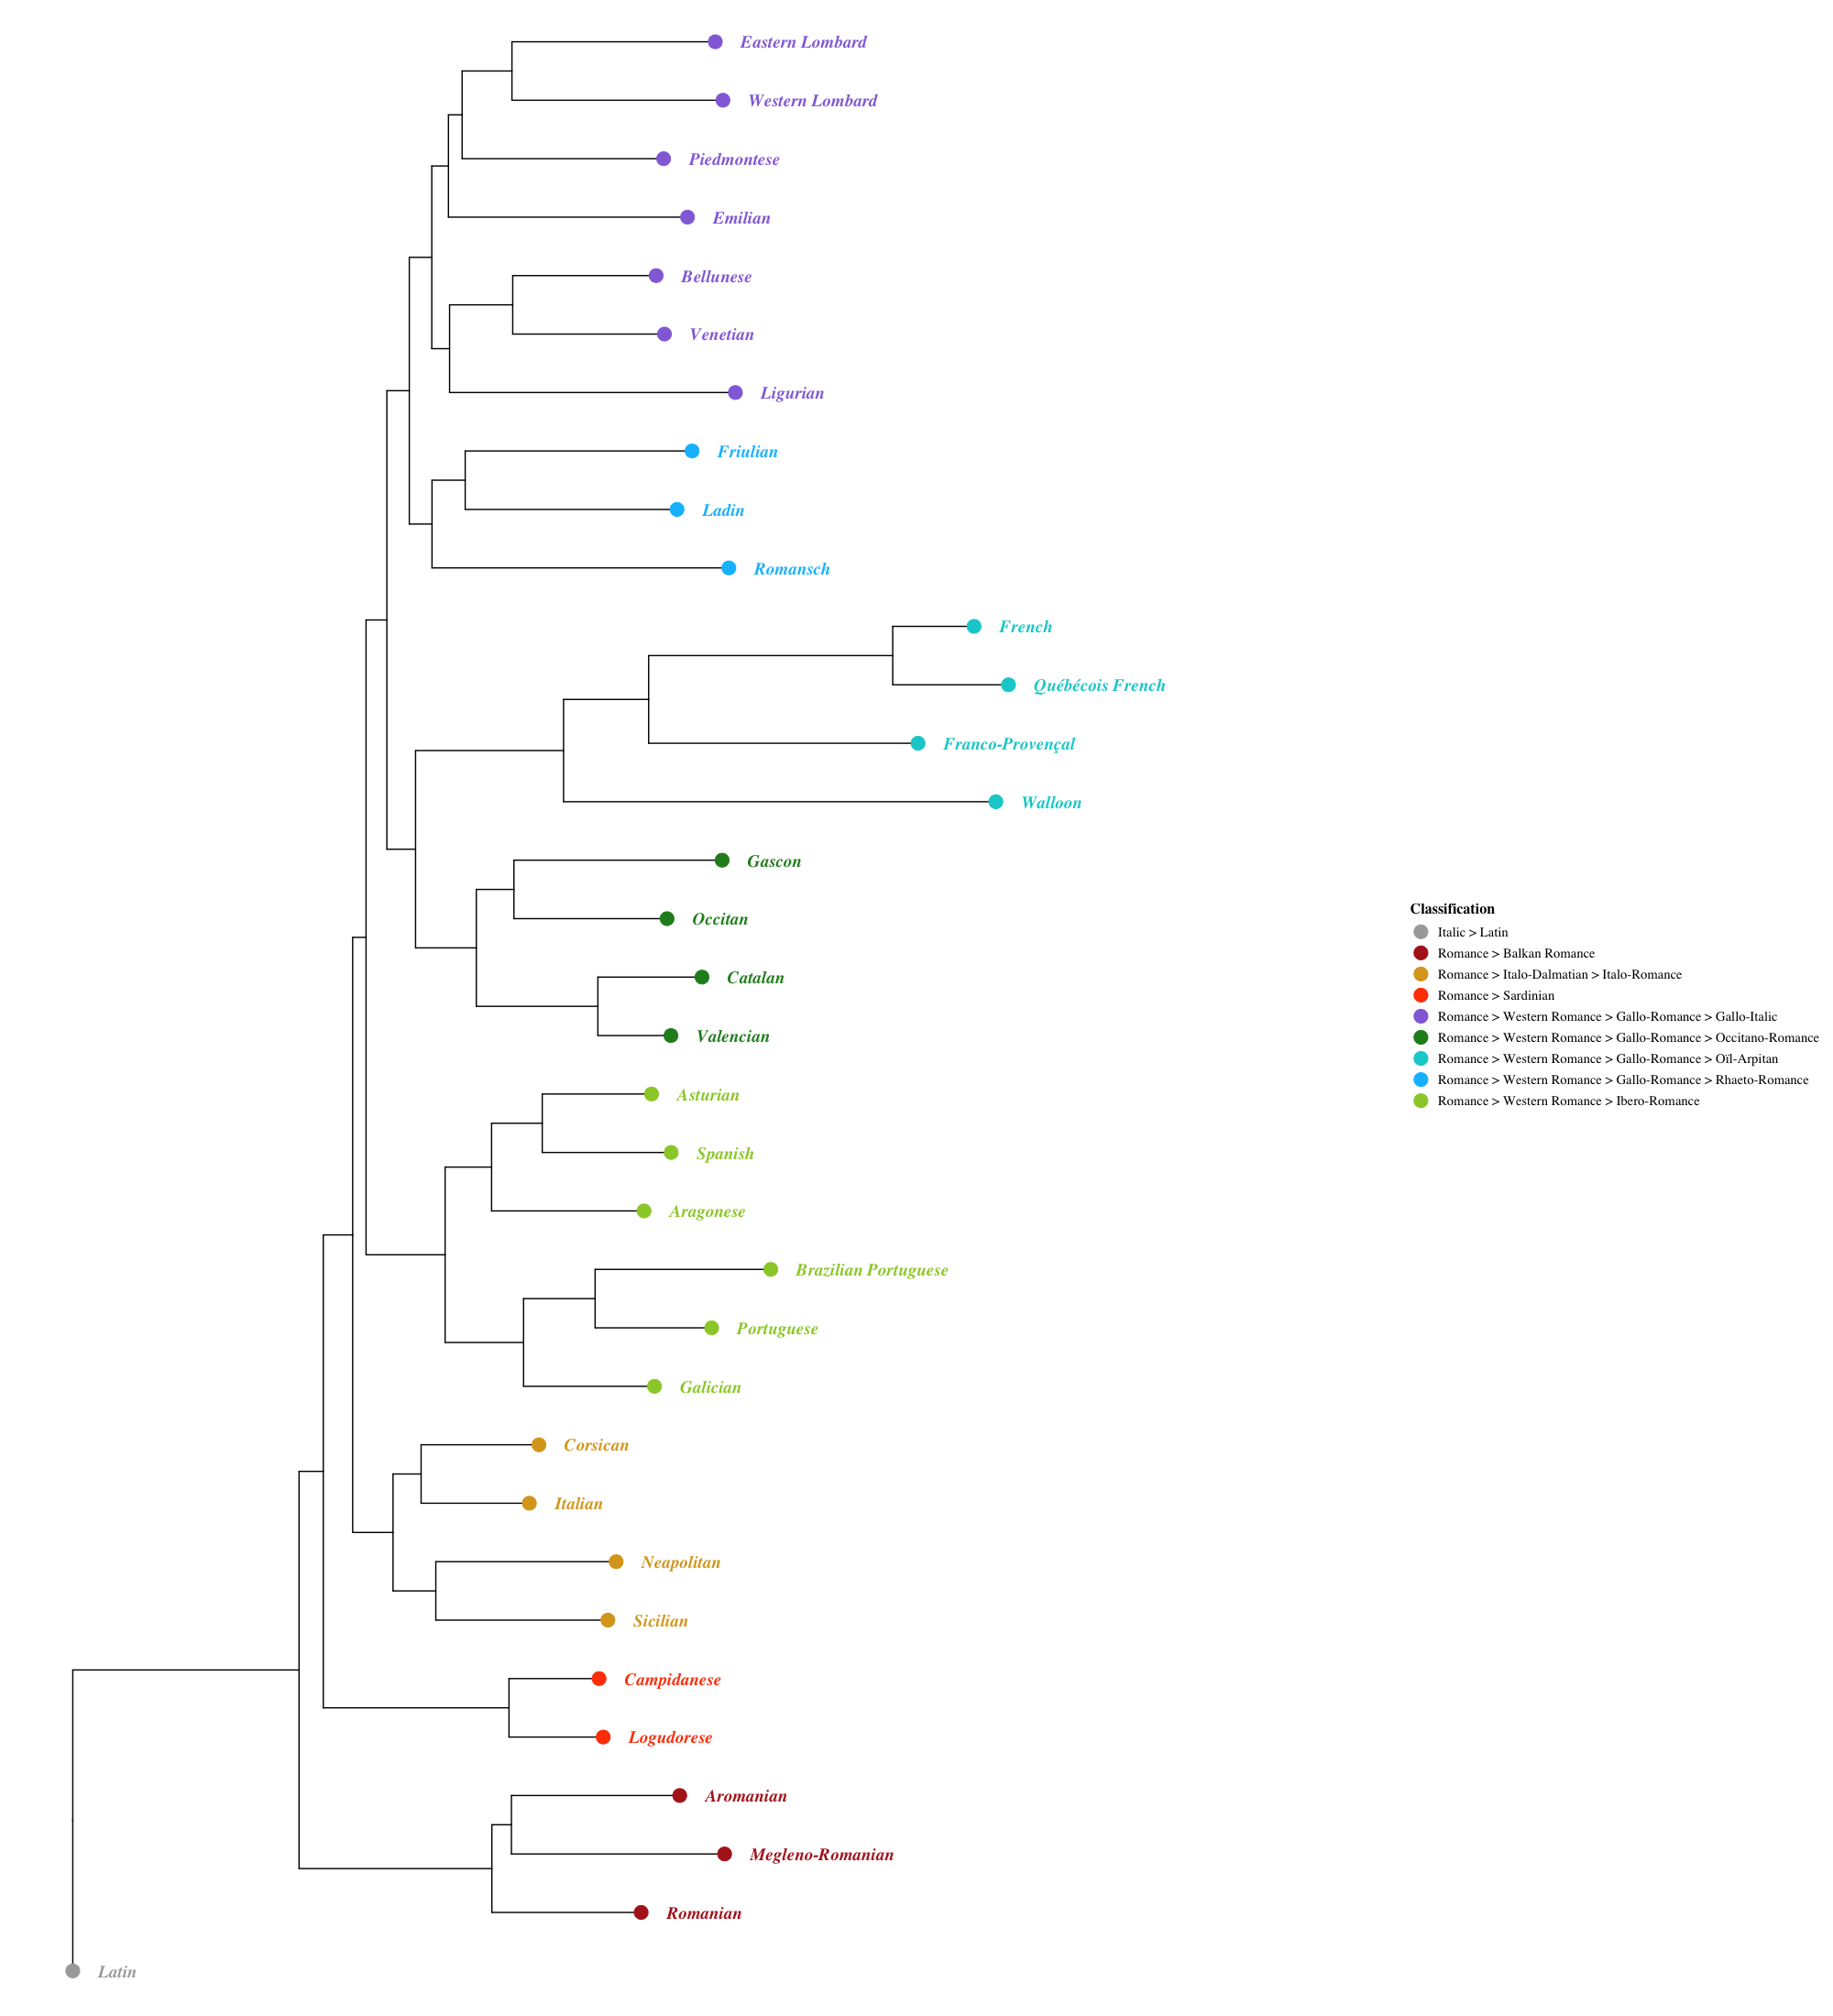 Eastern Lombard
Western Lombard
Piedmontese
Emilian
Bellunese
Venetian
Ligurian
Friulian
Ladin
Romansch
French
Québécois French
Franco-Provençal
Walloon
Gascon
Occitan
Catalan
Valencian
Asturian
Spanish
Aragonese
Brazilian Portuguese
Portuguese
Galician
Corsican
Italian
Neapolitan
Sicilian
Campidanese
Logudorese
Aromanian
Megleno-Romanian
Romanian
Latin
Classification
Italic > Latin
Romance > Balkan Romance
Romance > Italo-Dalmatian > Italo-Romance
Romance > Sardinian
Romance > Western Romance > Gallo-Romance > Gallo-Italic
Romance > Western Romance > Gallo-Romance > Occitano-Romance
Romance > Western Romance > Gallo-Romance > Oïl-Arpitan
Romance > Western Romance > Gallo-Romance > Rhaeto-Romance
Romance > Western Romance > Ibero-Romance